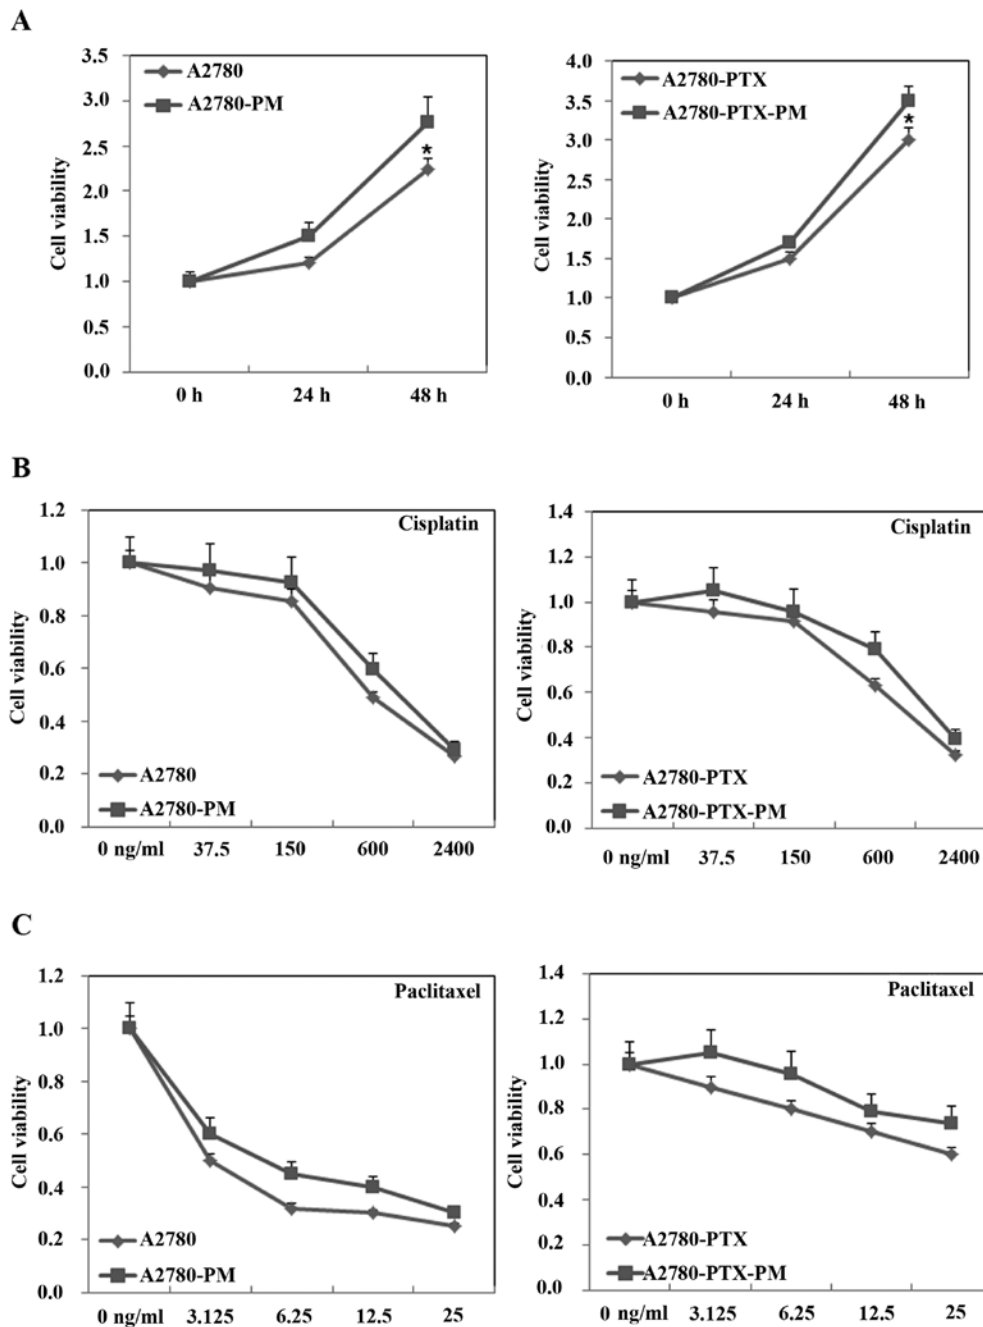 A
3.5
3.0
2.5
2.0
1.5
1.0
0.5
0.0
Cell viability
A2780
A2780-PM
*
0 h 24 h 48 h
4.0
3.5
3.0
2.5
2.0
1.5
1.0
0.5
0.0
Cell viability
A2780-PTX
A2780-PTX-PM
*
0 h 24 h 48 h
B
1.2
1.0
0.8
0.6
0.4
0.2
0.0
Cell viability
Cisplatin
A2780
A2780-PM
0 ng/ml 37.5 150 600 2400
1.4
1.2
1.0
0.8
0.6
0.4
0.2
0.0
Cell viability
Cisplatin
A2780-PTX
A2780-PTX-PM
0 ng/ml 37.5 150 600 2400
C
1.2
1.0
0.8
0.6
0.4
0.2
0.0
Cell viability
Paclitaxel
A2780
A2780-PM
0 ng/ml 3.125 6.25 12.5 25
1.4
1.2
1.0
0.8
0.6
0.4
0.2
0.0
Cell viability
Paclitaxel
A2780-PTX
A2780-PTX-PM
0 ng/ml 3.125 6.25 12.5 25